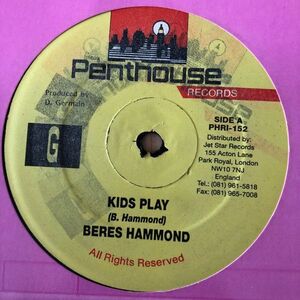 Penthouse
RECORDS
Produced by
D. Germain
SIDE A
PHRI-152
Distributed by:
Jet Star Records
155 Acton Lane
Park Royal, London
NW10 7NJ
England
Tel.: (081) 961-5818
Fax: (081) 965-7008
G
KIDS PLAY
(B. Hammond)
BERES HAMMOND
All Rights Reserved